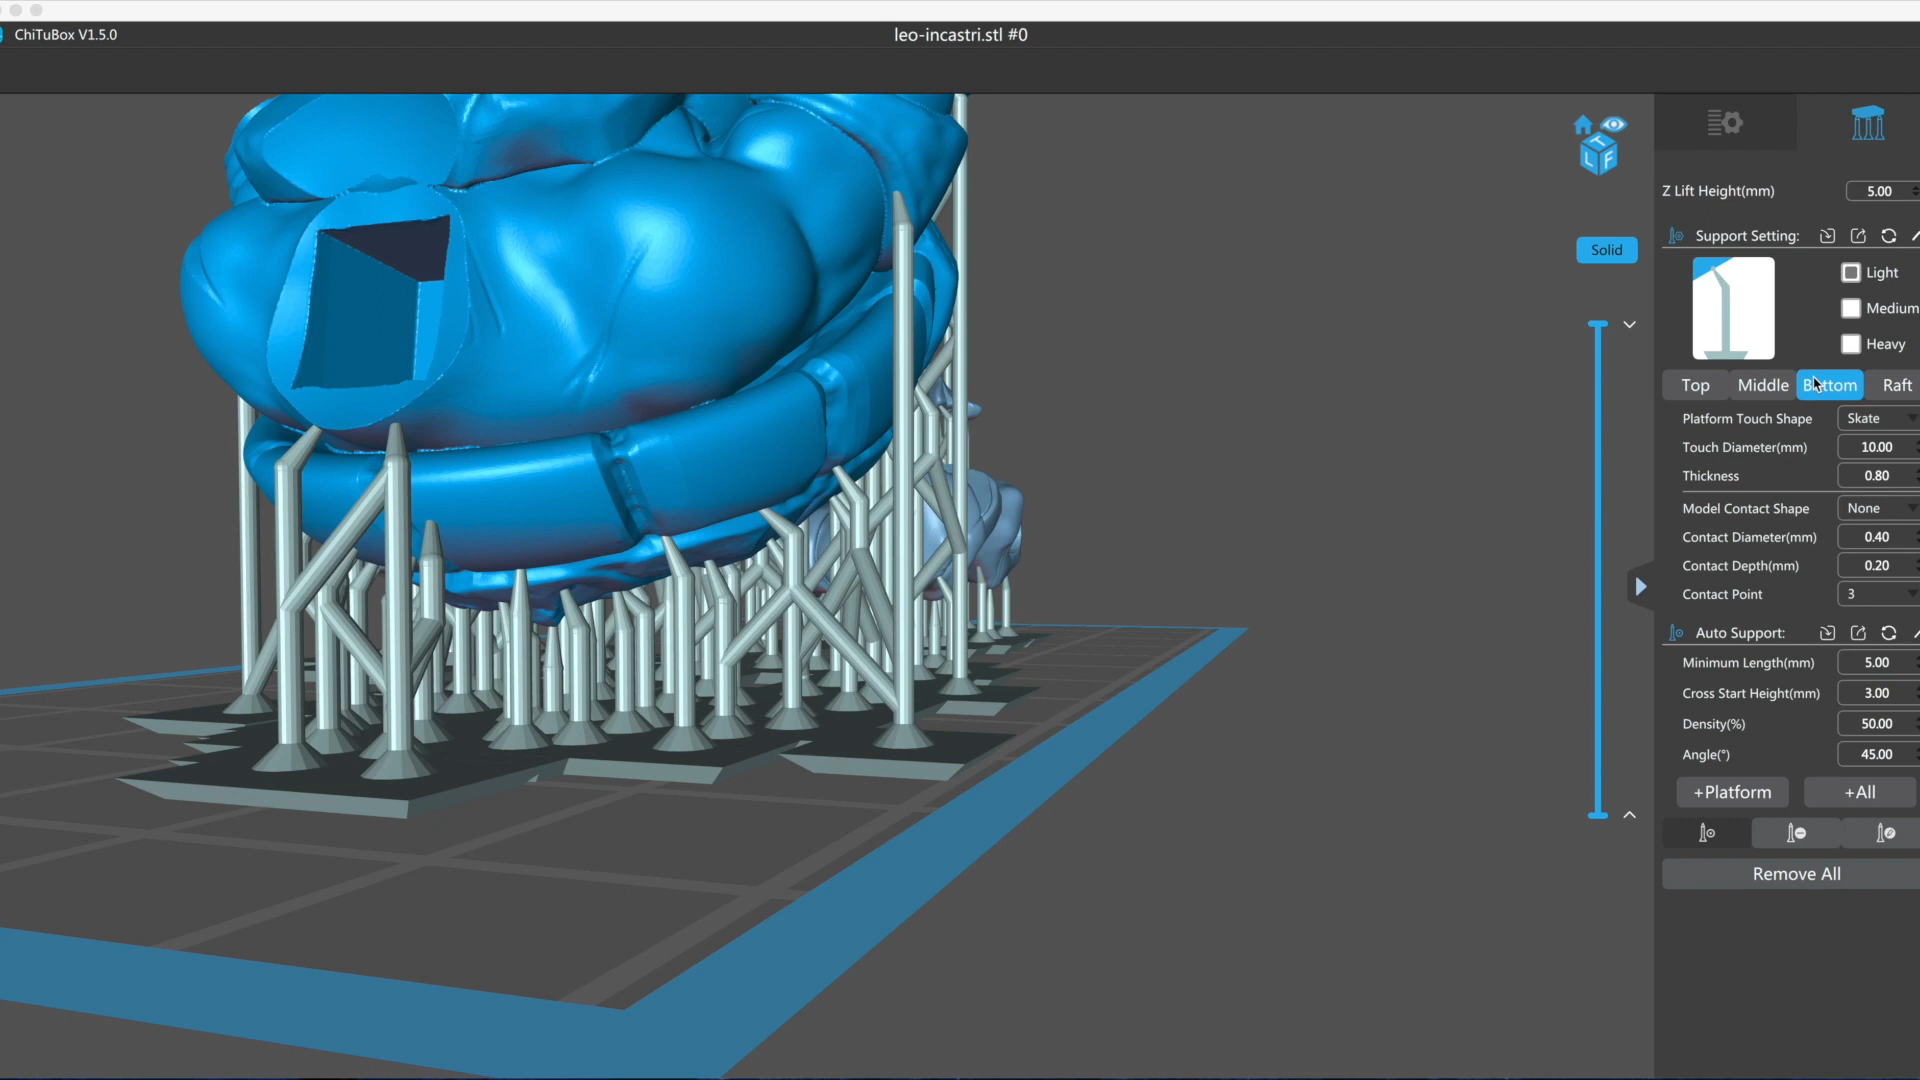 ChiTuBox V1.5.0
leo-incastri.stl #0
Z Lift Height(mm) 5.00
Solid
Support Setting:
Light
Medium
Heavy
Top Middle Bottom Raft
Platform Touch Shape Skate
Touch Diameter(mm) 10.00
Thickness 0.80
Model Contact Shape None
Contact Diameter(mm) 0.40
Contact Depth(mm) 0.20
Contact Point 3
Auto Support:
Minimum Length(mm) 5.00
Cross Start Height(mm) 3.00
Density(%) 50.00
Angle(°) 45.00
+Platform +All
Remove All
T
L F